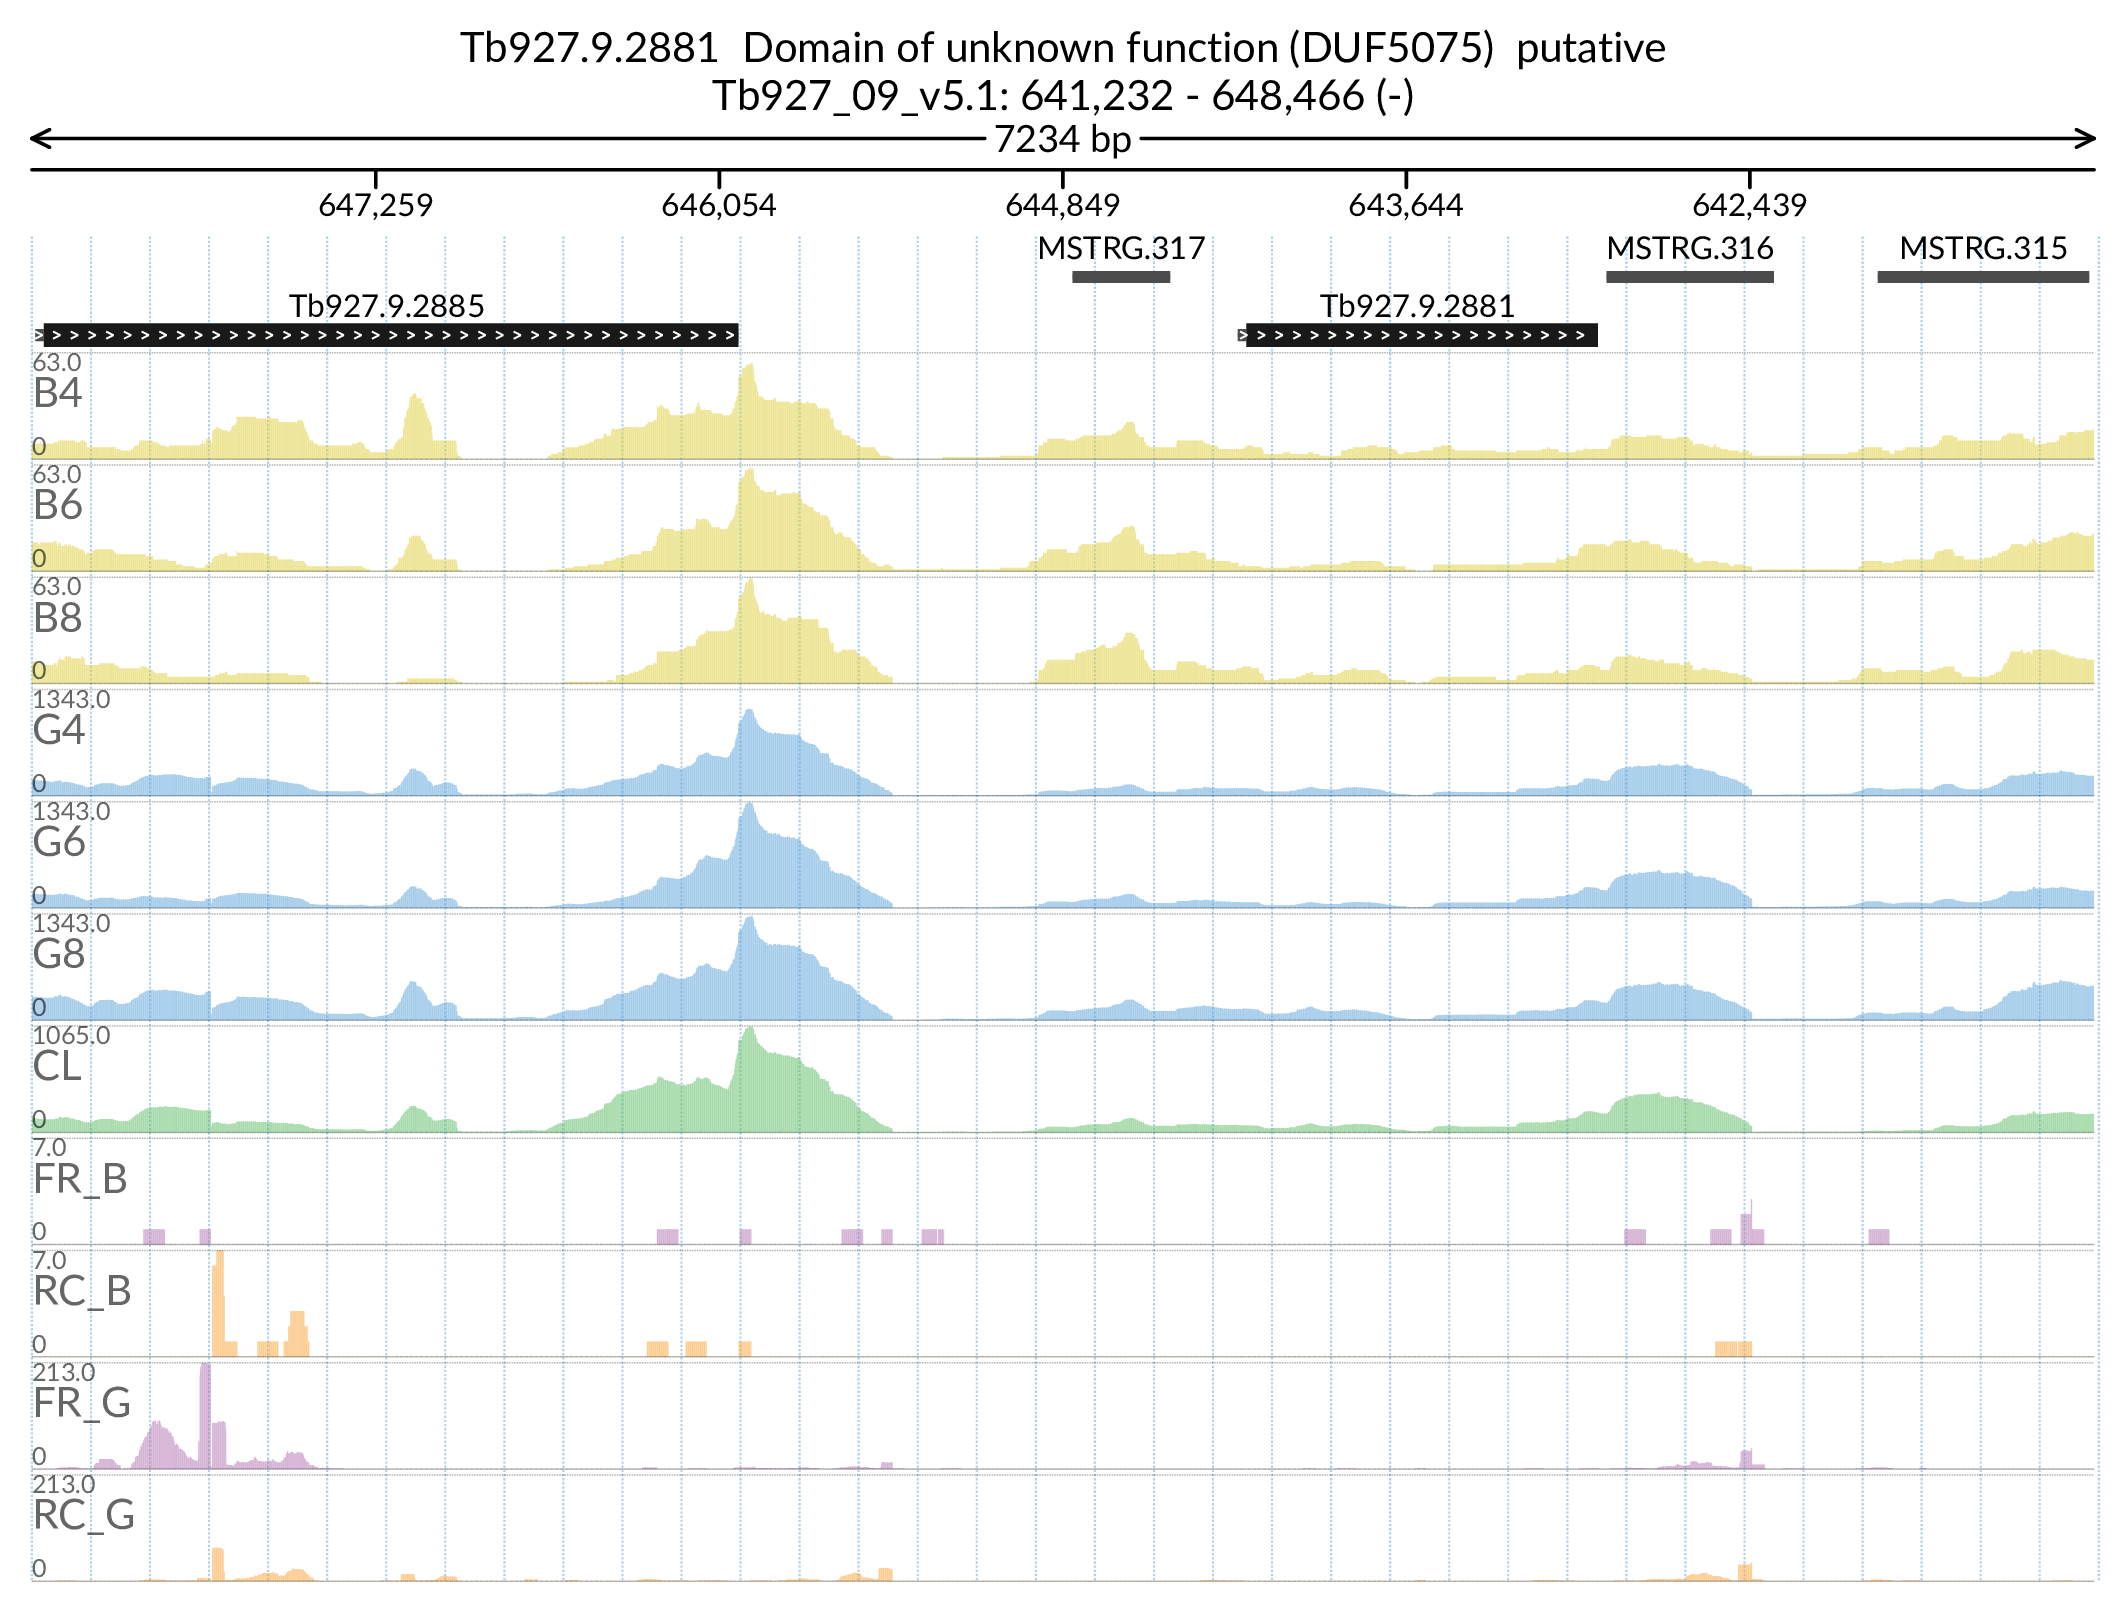 Tb927.9.2881 Domain of unknown function (DUF5075) putative
Tb927_09_v5.1: 641,232 - 648,466 (-)
7234 bp
647,259 646,054 644,849 643,644 642,439
MSTRG.317 MSTRG.316 MSTRG.315
Tb927.9.2885 Tb927.9.2881
63.0
B4
0
63.0
B6
0
63.0
B8
0
1343.0
G4
0
1343.0
G6
0
1343.0
G8
0
1065.0
CL
0
7.0
FR_B
0
7.0
RC_B
0
213.0
FR_G
0
213.0
RC_G
0